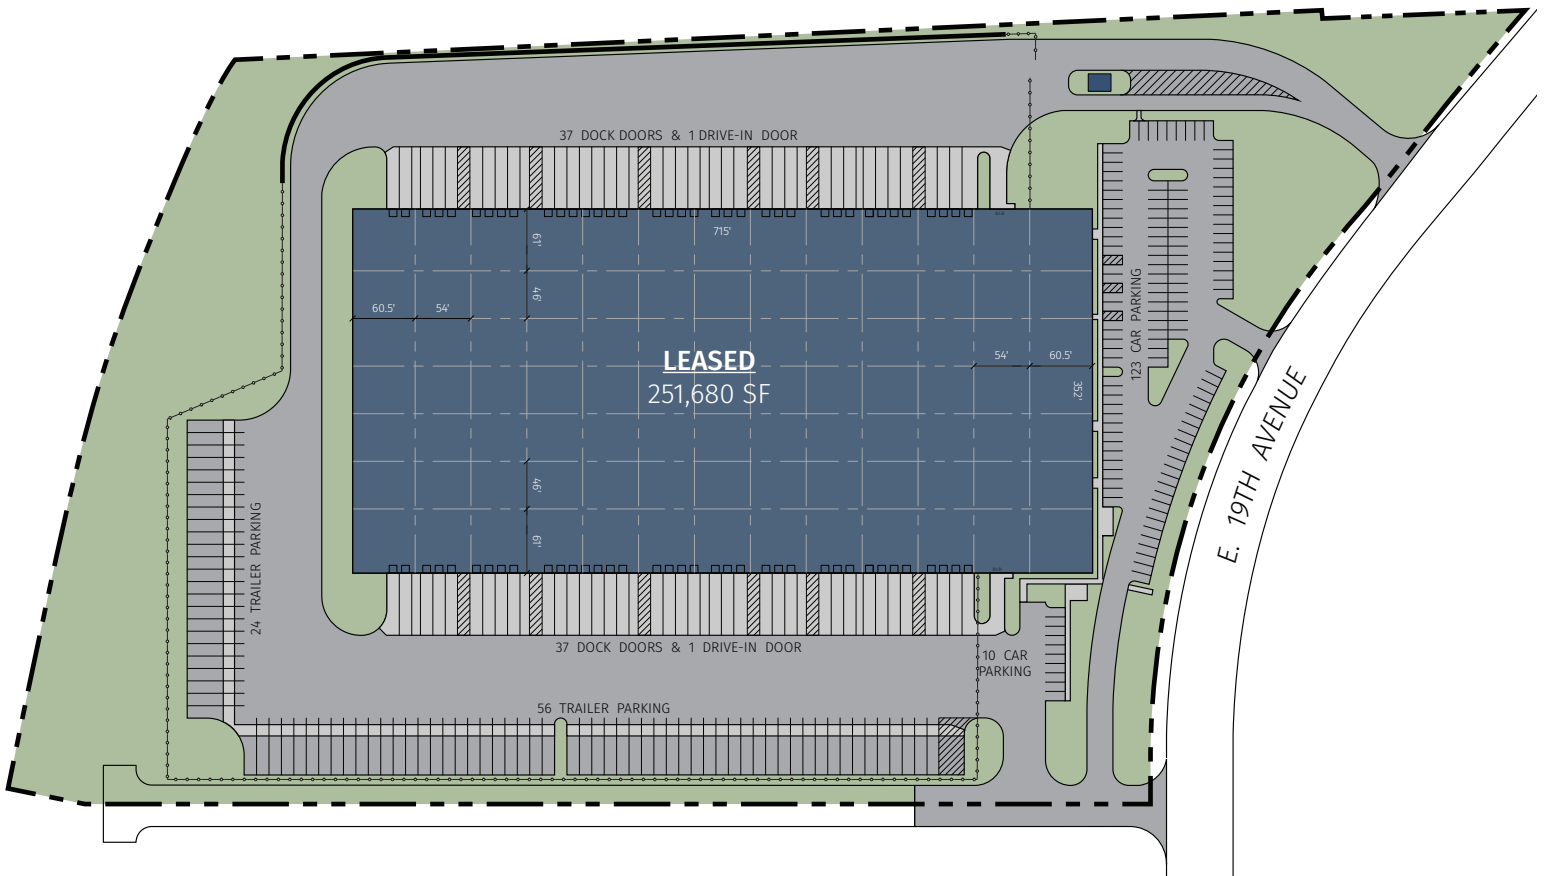 37 DOCK DOORS & 1 DRIVE-IN DOOR
61'
715'
46'
60.5'
54'
LEASED
251,680 SF
54'
60.5'
352'
123 CAR PARKING
E. 19TH AVENUE
46'
61'
24 TRAILER PARKING
37 DOCK DOORS & 1 DRIVE-IN DOOR
10 CAR
PARKING
56 TRAILER PARKING